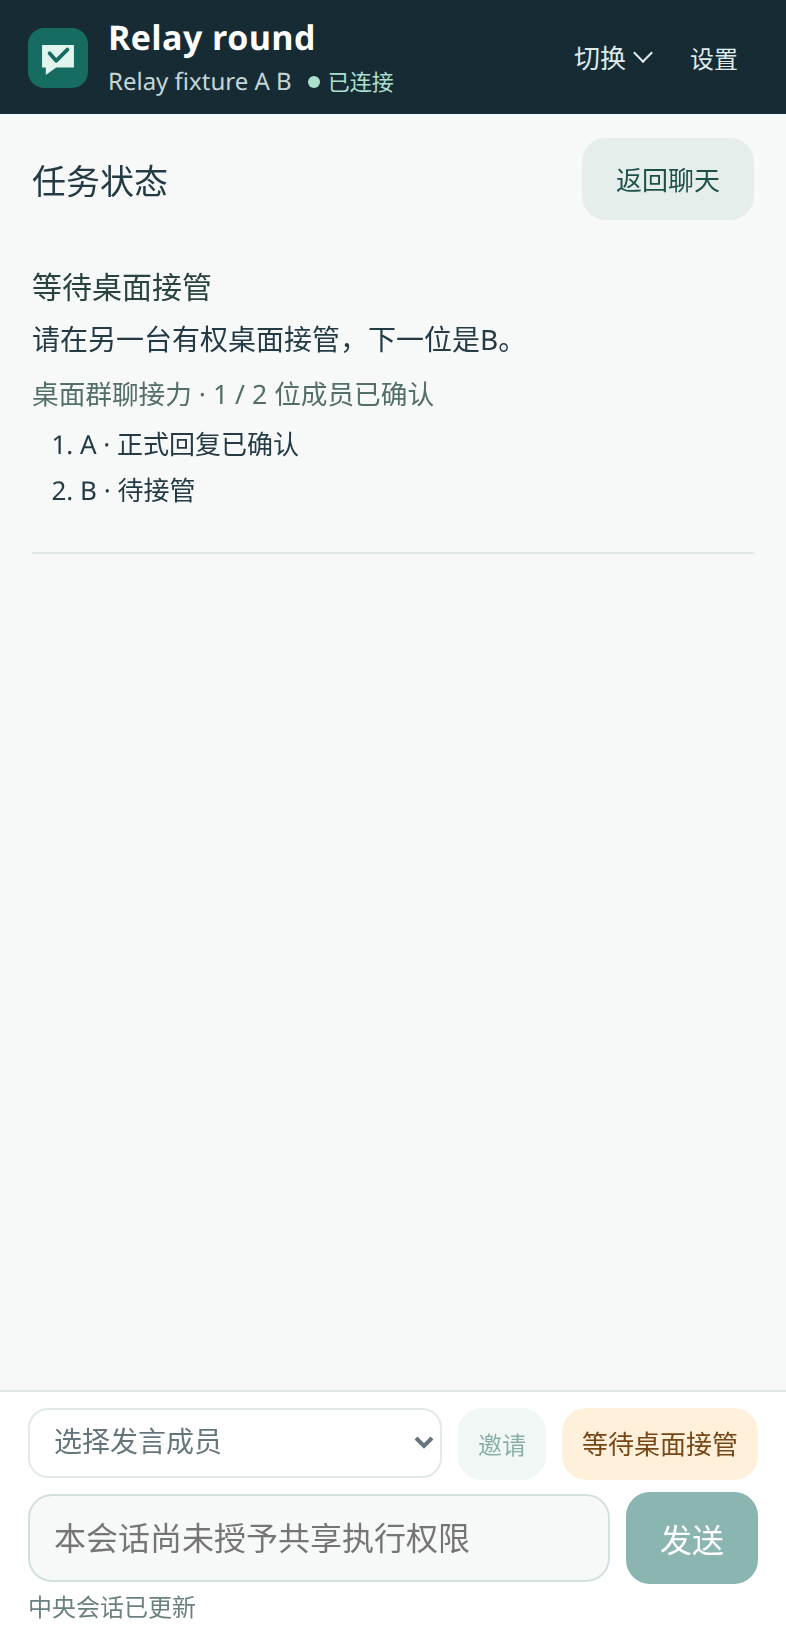 Relay round
Relay fixture A B 已连接
切换
设置
任务状态
返回聊天
等待桌面接管
请在另一台有权桌面接管，下一位是B。
桌面群聊接力 · 1 / 2 位成员已确认
1. A · 正式回复已确认
2. B · 待接管
选择发言成员
邀请
等待桌面接管
本会话尚未授予共享执行权限
发送
中央会话已更新